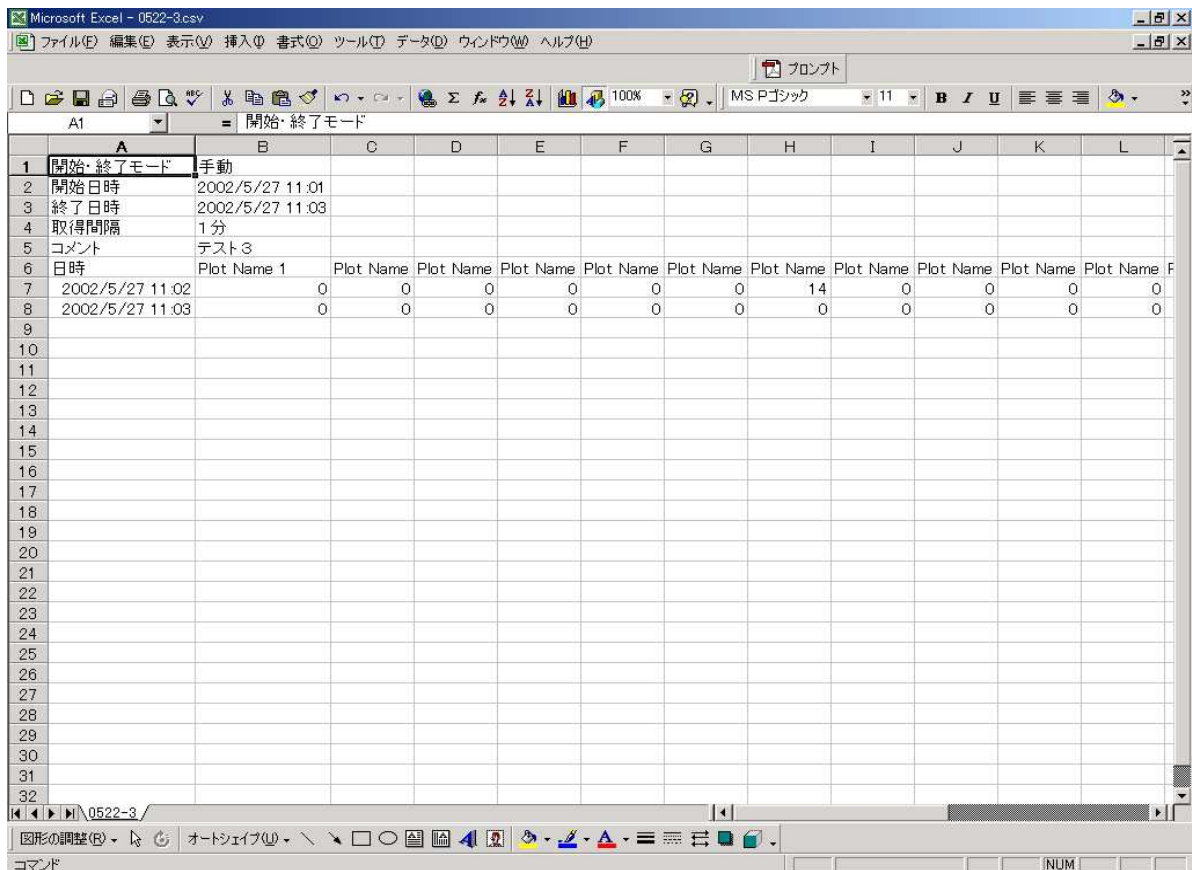 Microsoft Excel - 0522-3.csv
ファイル(F) 編集(E) 表示(V) 挿入(I) 書式(O) ツール(T) データ(D) ウィンドウ(W) ヘルプ(H)
プロンプト
100% MS Pゴシック 11 B I U
A1 = 開始・終了モード
A B C D E F G H I J K L
1 開始・終了モード 手動
2 開始日時 2002/5/27 11:01
3 終了日時 2002/5/27 11:03
4 取得間隔 1分
5 コメント テスト3
6 日時 Plot Name 1 Plot Name Plot Name Plot Name Plot Name Plot Name Plot Name Plot Name Plot Name Plot Name Plot Name
7 2002/5/27 11:02 0 0 0 0 0 0 14 0 0 0 0
8 2002/5/27 11:03 0 0 0 0 0 0 0 0 0 0 0
9
10
11
12
13
14
15
16
17
18
19
20
21
22
23
24
25
26
27
28
29
30
31
32
0522-3
図形の調整(R) オートシェイプ(U)
コマンド NUM